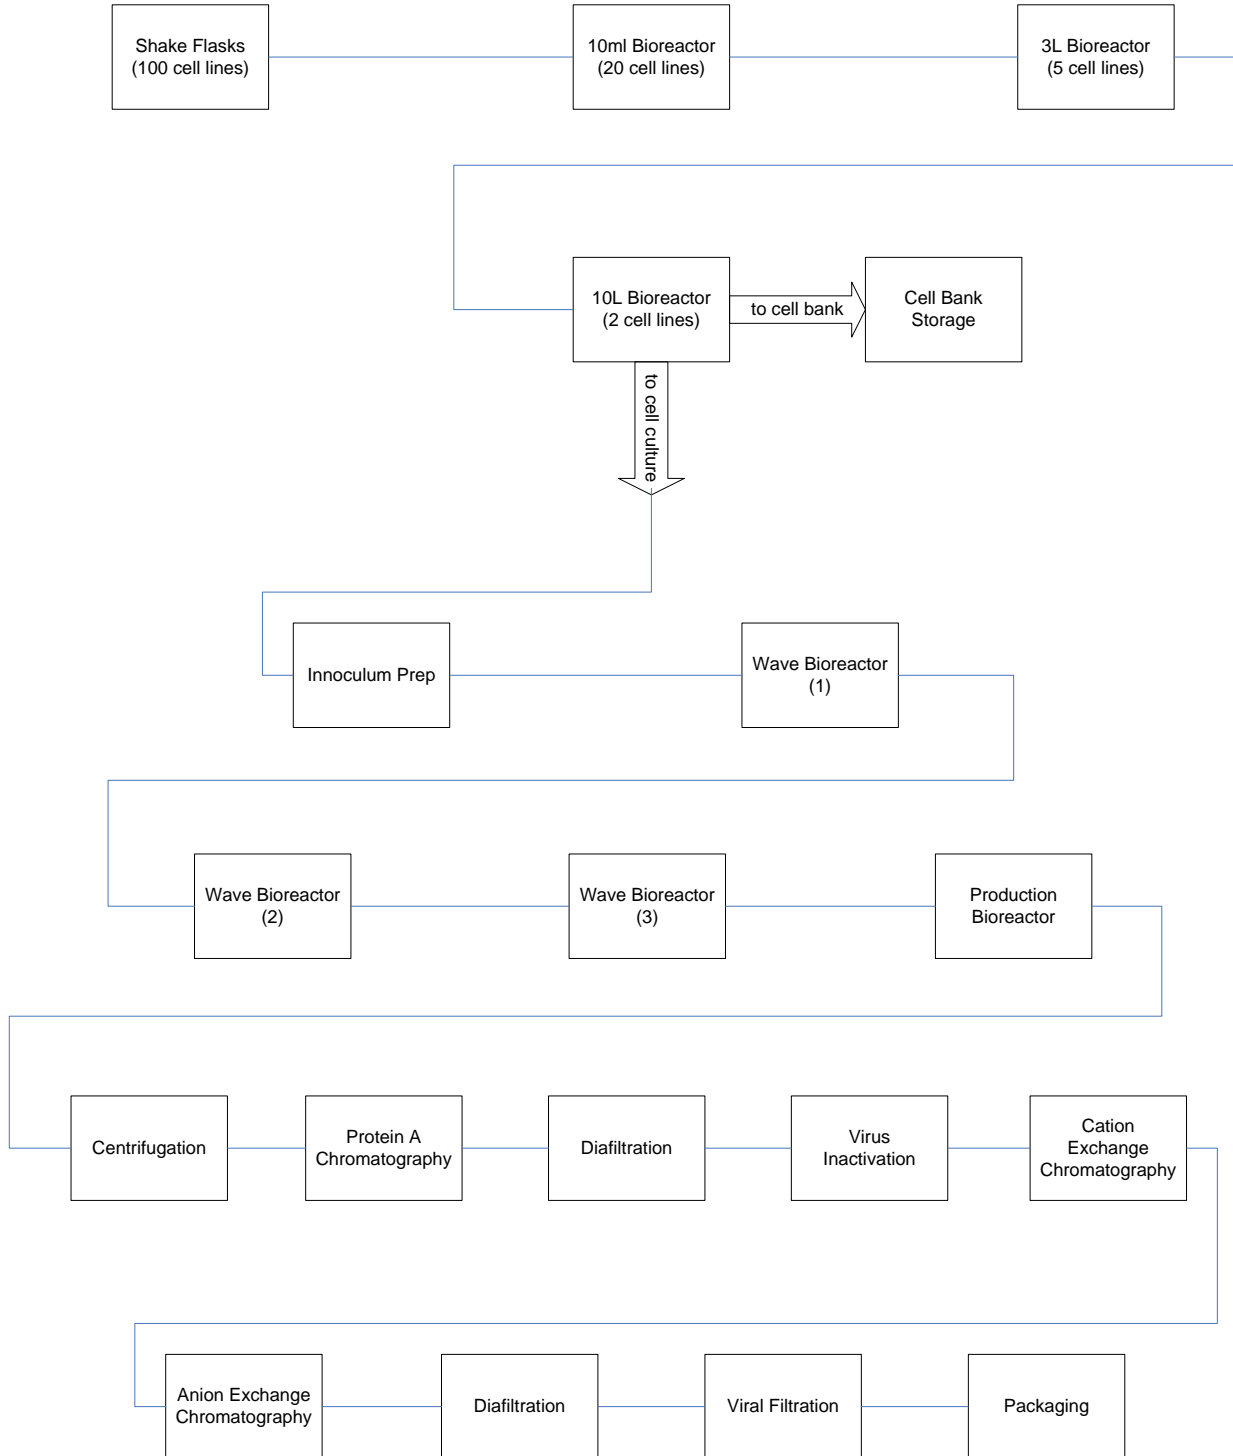 Shake Flasks
(100 cell lines)
10ml Bioreactor
(20 cell lines)
3L Bioreactor
(5 cell lines)
10L Bioreactor
(2 cell lines)
to cell bank
Cell Bank
Storage
to cell culture
Innoculum Prep
Wave Bioreactor
(1)
Wave Bioreactor
(2)
Wave Bioreactor
(3)
Production
Bioreactor
Centrifugation
Protein A
Chromatography
Diafiltration
Virus
Inactivation
Cation
Exchange
Chromatography
Anion Exchange
Chromatography
Diafiltration
Viral Filtration
Packaging